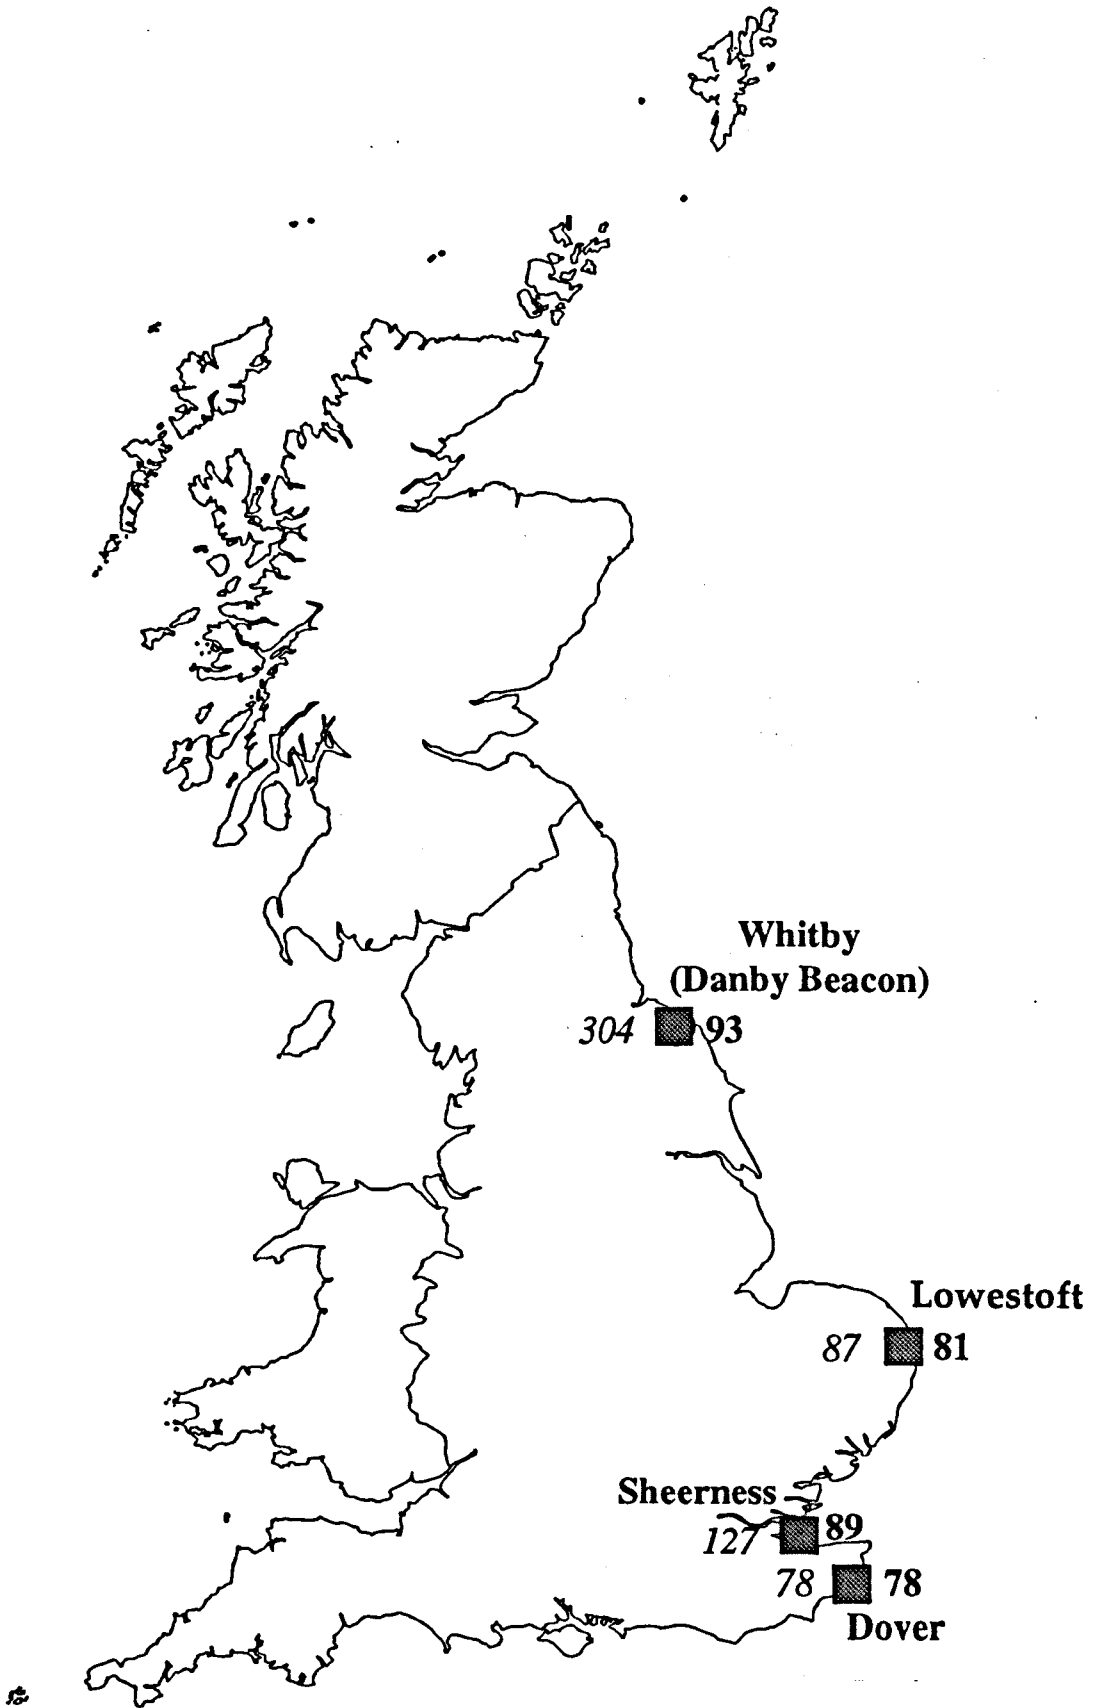 Whitby
(Danby Beacon)
304 93
Lowestoft
87 81
Sheerness
127 89
78 78
Dover